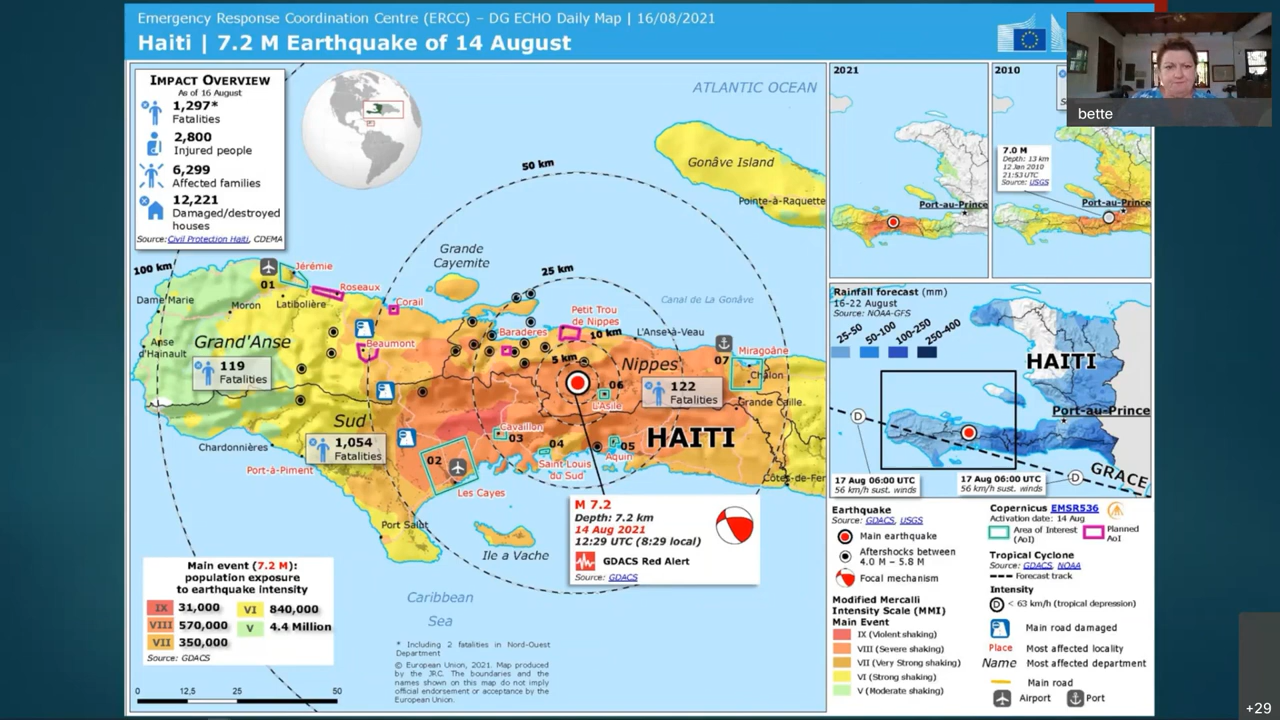 Emergency Response Coordination Centre (ERCC) – DG ECHO Daily Map | 16/08/2021
Haiti | 7.2 M Earthquake of 14 August
bette
IMPACT OVERVIEW
As of 16 August
1,297*
Fatalities
2,800
Injured people
6,299
Affected families
12,221
Damaged/destroyed
houses
Source: Civil Protection Haiti, CDEMA
ATLANTIC OCEAN
50 km
Gonâve Island
Pointe-à-Raquette
Grande
Cayemite
25 km
100 km
Jérémie
01
Roseaux
Dame Marie
Moron
Latibolière
Corail
Canal de La Gonâve
Petit Trou
de Nippes
Baradères
10 km
L'Anse-à-Veau
Anse
d'Hainault
Grand'Anse
Beaumont
5 km
Nippes
07
Miragoâne
Chalon
119
Fatalities
06
L'Asile
122
Fatalities
Grande Caille
Sud
HAITI
1,054
Fatalities
Cavaillon
03
04
05
Chardonnières
02
Saint Louis
du Sud
Aquin
Port-à-Piment
Les Cayes
Côtes-de-Fer
Port Salut
Ile a Vache
M 7.2
Depth: 7.2 km
14 Aug 2021
12:29 UTC (8:29 local)
GDACS Red Alert
Source: GDACS
Caribbean
Sea
Main event (7.2 M):
population exposure
to earthquake intensity
IX 31,000
VI 840,000
VIII 570,000
V 4.4 Million
VII 350,000
Source: GDACS
0 12,5 25 50
* Including 2 fatalities in Nord-Ouest
Department
© European Union, 2021. Map produced
by the JRC. The boundaries and the
names shown on this map do not imply
official endorsement or acceptance by the
European Union.
2021
Port-au-Prince
2010
7.0 M
Depth: 13 km
12 Jan 2010
21:53 UTC
Source: USGS
Port-au-Prince
Rainfall forecast (mm)
16-22 August
Source: NOAA-GFS
25-50
50-100
100-250
250-400
HAITI
Port-au-Prince
D
D
GRACE
17 Aug 06:00 UTC
56 km/h sust. winds
17 Aug 06:00 UTC
56 km/h sust. winds
Earthquake
Source: GDACS, USGS
Main earthquake
Aftershocks between
4.0 M – 5.8 M
Focal mechanism
Modified Mercalli
Intensity Scale (MMI)
Main Event
IX (Violent shaking)
VIII (Severe shaking)
VII (Very Strong shaking)
VI (Strong shaking)
V (Moderate shaking)
Copernicus EMSR536
Activation date: 14 Aug
Area of Interest
(AoI)
Planned
AoI
Tropical Cyclone
Source: GDACS, NOAA
Forecast track
Intensity
D < 63 km/h (tropical depression)
Main road damaged
Place Most affected locality
Name Most affected department
Main road
Airport
Port
+29